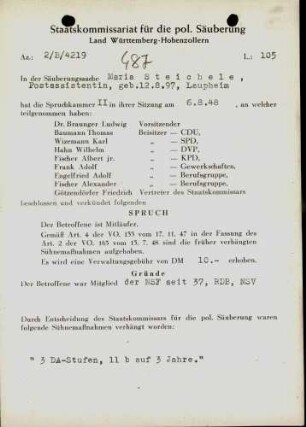 Staatskommissariat für die pol. Säuberung
Land Württemberg-Hohenzollern
Az.: 2/D/4219
487
L.: 105
In der Säuberungssache Marie Steichele,
Postassistentin, geb.12.8.97, Laupheim
hat die Spruchkammer II in ihrer Sitzung am 6.8.48 , an welcher
teilgenommen haben:
Dr. Braunger Ludwig Vorsitzender
Baumann Thomas Beisitzer — CDU,
Wizemann Karl „ — SPD,
Hahn Wilhelm „ — DVP,
Fischer Albert jr. „ — KPD,
Frank Adolf „ — Gewerkschaften,
Engelfried Adolf „ — Berufsgruppe,
Fischer Alexander „ — Berufsgruppe,
Götzendörfer Friedrich Vertreter des Staatskommissars
beschlossen und verkündet folgenden
SPRUCH
Der Betroffene ist Mitläufer.
Gemäß Art. 4 der VO. 133 vom 17. 11. 47 in der Fassung des
Art. 2 der VO. 165 vom 13. 7. 48 sind die früher verhängten
Sühnemaßnahmen aufgehoben.
Es wird eine Verwaltungsgebühr von DM 10.- erhoben.
Gründe
Der Betroffene war Mitglied der NSF seit 37, RDB, NSV
Durch Entscheidung des Staatskommissars für die pol. Säuberung waren
folgende Sühnemaßnahmen verhängt worden:
" 3 DA-Stufen, 11 b auf 3 Jahre."